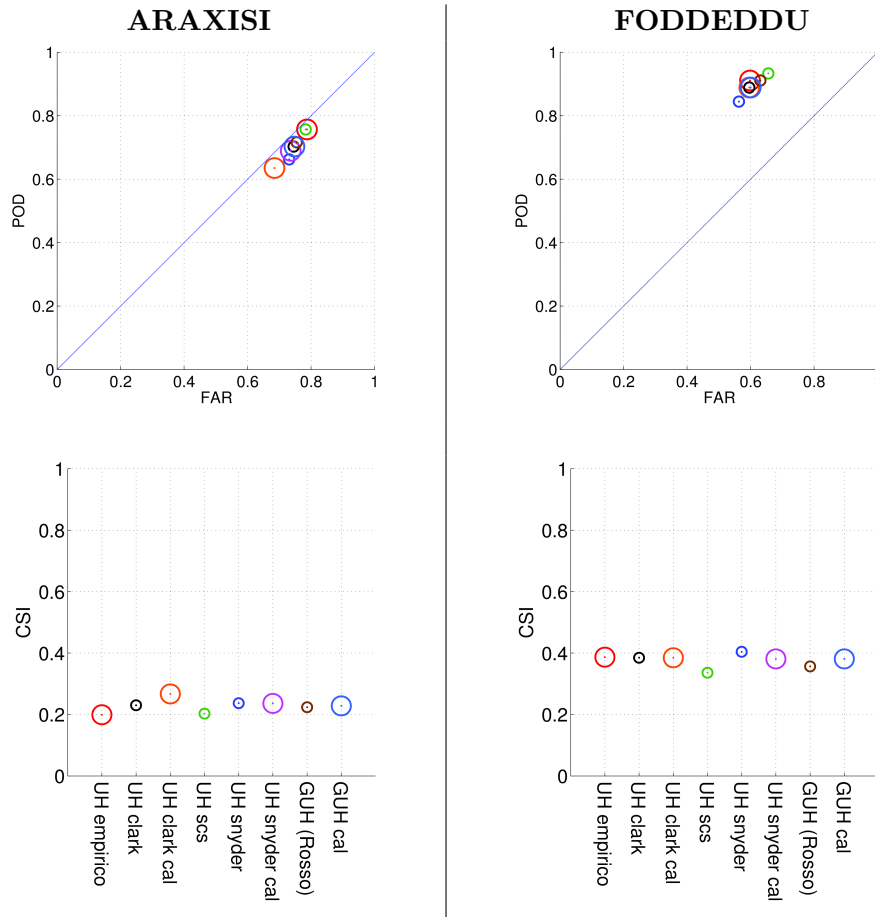 ARAXISI
1
0.8
0.6
0.4
0.2
0
POD
0 0.2 0.4 0.6 0.8 1
FAR
1
0.8
0.6
0.4
0.2
0
CSI
UH empirico
UH clark
UH clark cal
UH scs
UH snyder
UH snyder cal
GUH (Rosso)
GUH cal
FODDEDDU
1
0.8
0.6
0.4
0.2
0
POD
0 0.2 0.4 0.6 0.8 1
FAR
1
0.8
0.6
0.4
0.2
0
CSI
UH empirico
UH clark
UH clark cal
UH scs
UH snyder
UH snyder cal
GUH (Rosso)
GUH cal